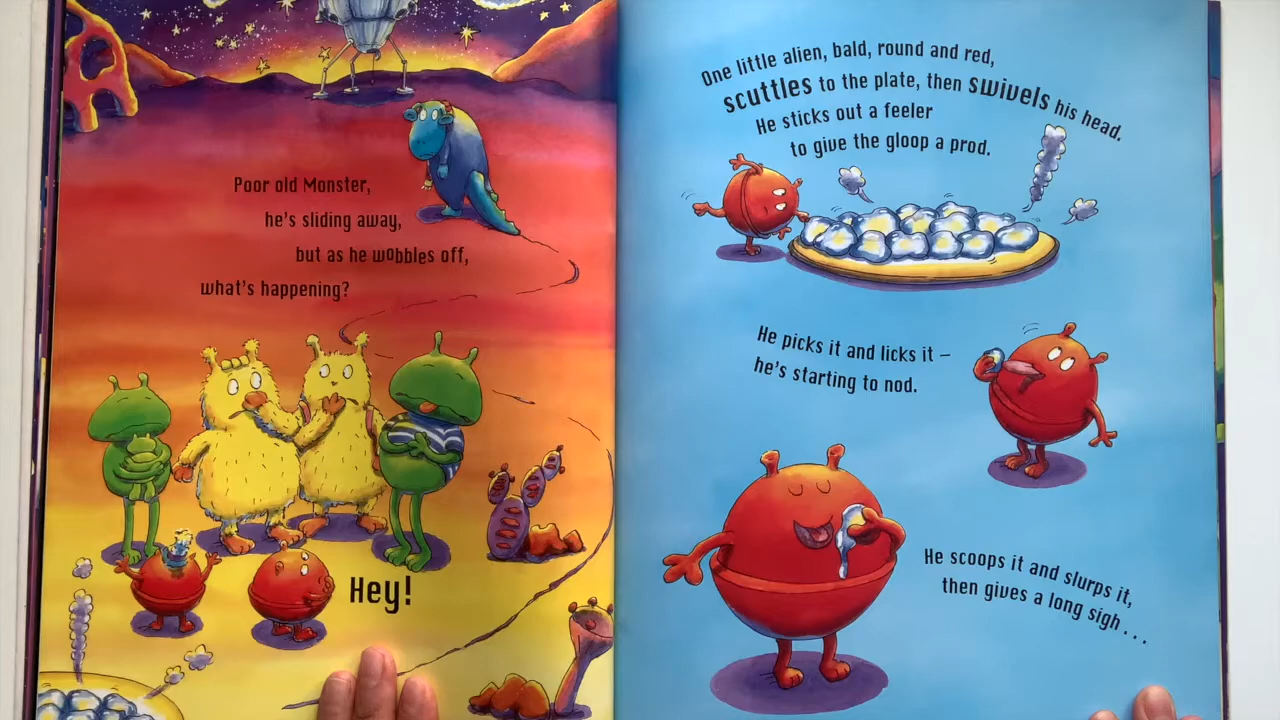 Poor old Monster,
he's sliding away,
but as he wobbles off,
what's happening?
Hey!
One little alien, bald, round and red,
scuttles to the plate, then swivels his head.
He sticks out a feeler
to give the gloop a prod.
He picks it and licks it –
he's starting to nod.
He scoops it and slurps it,
then gives a long sigh . . .